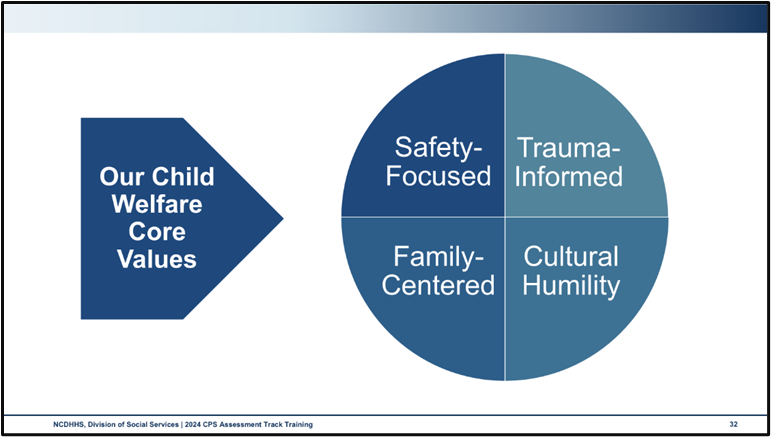 Our Child
Welfare
Core
Values
Safety-
Focused
Trauma-
Informed
Family-
Centered
Cultural
Humility
NCDHHS, Division of Social Services | 2024 CPS Assessment Track Training
32